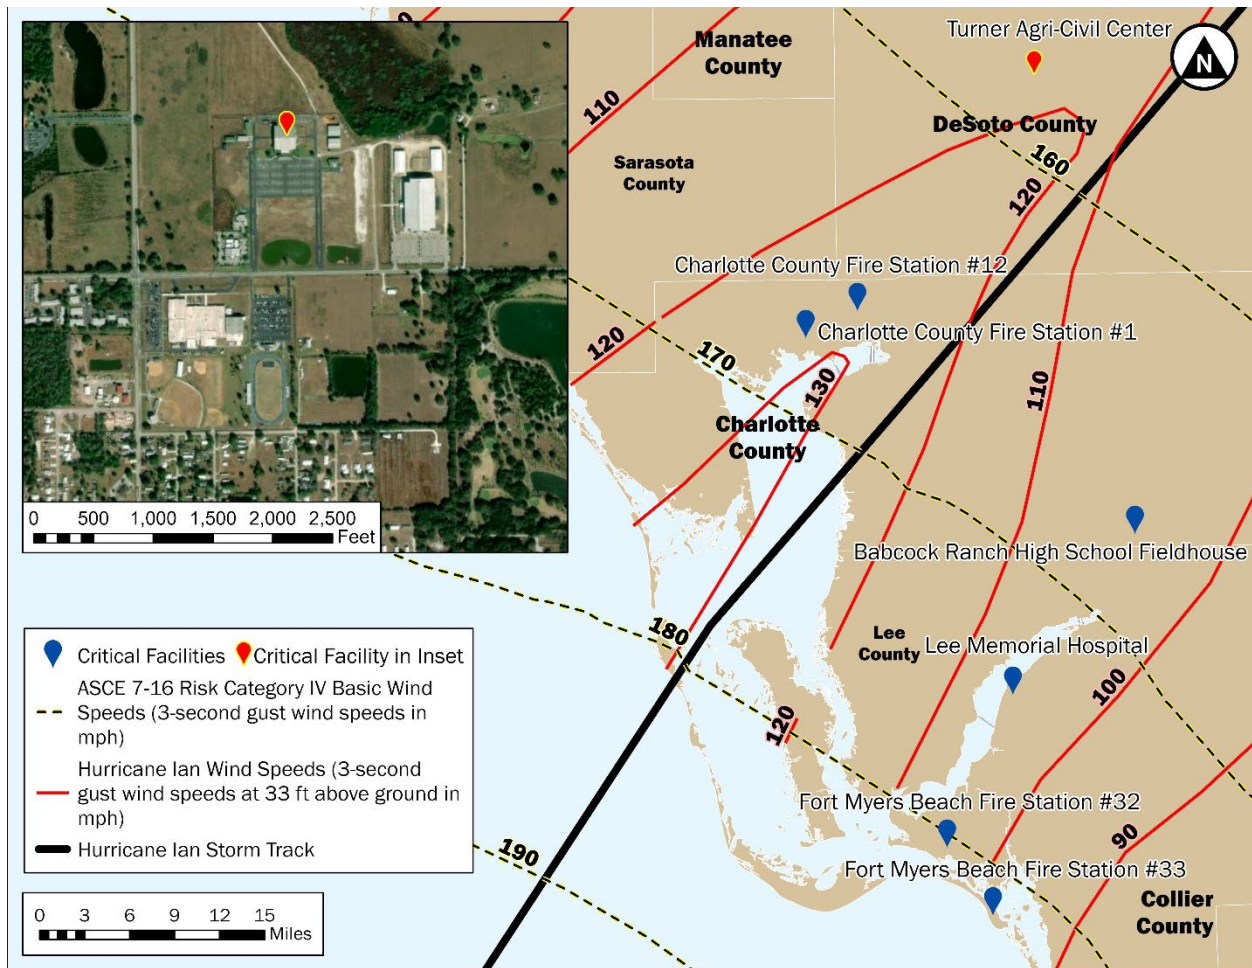 Turner Agri-Civil Center
N
Manatee
County
110
110
DeSoto County
Sarasota
County
160
120
Charlotte County Fire Station #12
Charlotte County Fire Station #1
120
170
130
110
Charlotte
County
0 500 1,000 1,500 2,000 2,500
Feet
Babcock Ranch High School Fieldhouse
180
Lee
County
Lee Memorial Hospital
100
120
Critical Facilities
Critical Facility in Inset
ASCE 7-16 Risk Category IV Basic Wind
Speeds (3-second gust wind speeds in
mph)
Hurricane Ian Wind Speeds (3-second
gust wind speeds at 33 ft above ground in
mph)
Hurricane Ian Storm Track
Fort Myers Beach Fire Station #32
90
190
Fort Myers Beach Fire Station #33
Collier
County
0 3 6 9 12 15
Miles